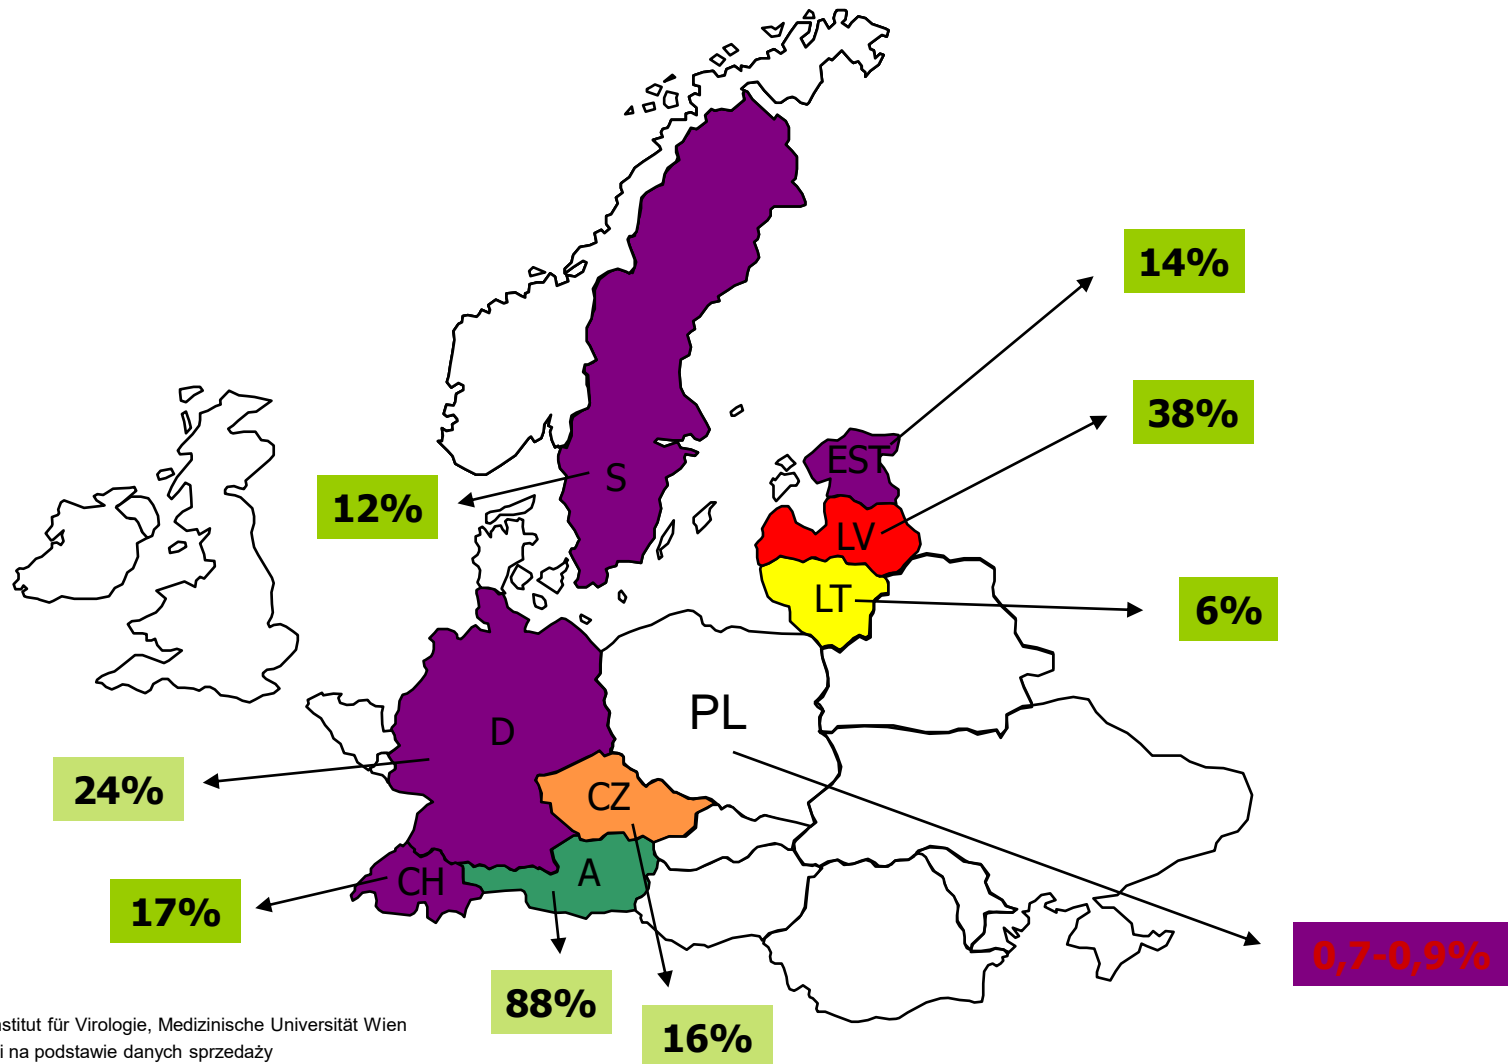 14%
38%
EST
S
12%
LV
LT
6%
PL
D
24%
CZ
A
CH
17%
0,7-0,9%
88%
16%
nstitut für Virologie, Medizinische Universität Wien
i na podstawie danych sprzedaży